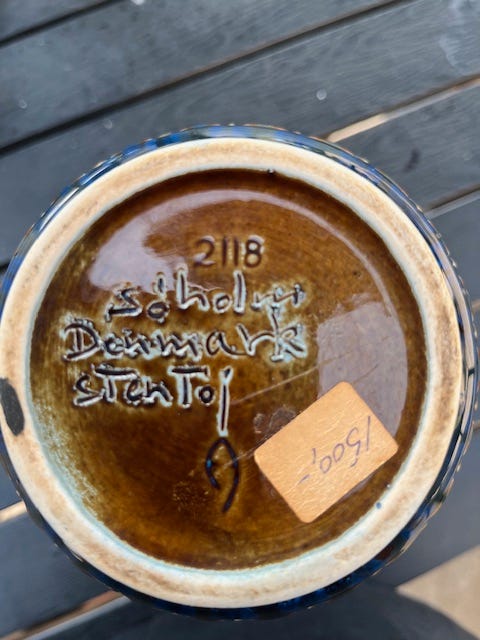 2118
søholm
Denmark
stentøj
1500,-